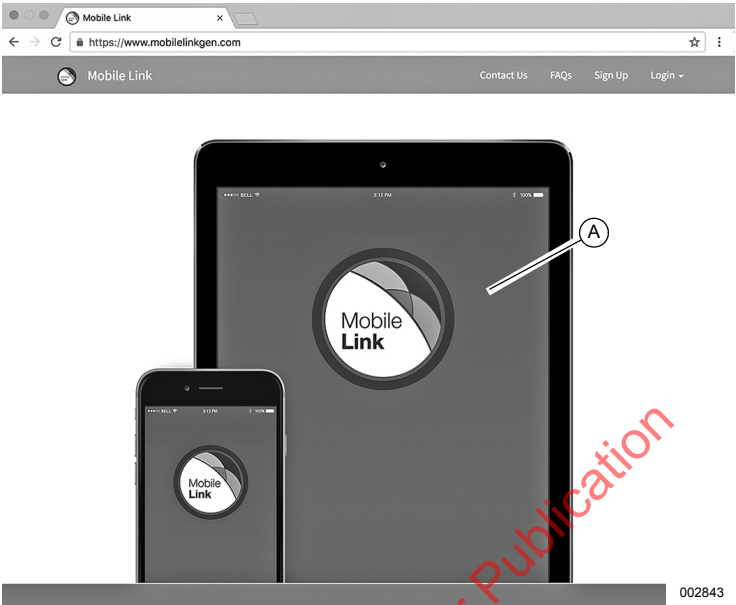 Mobile Link
https://www.mobilelinkgen.com
Mobile Link
Contact Us FAQs Sign Up Login
BELL 3:15 PM 100%
A
Mobile
Link
BELL 3:15 PM 100%
Mobile
Link
Publication
002843